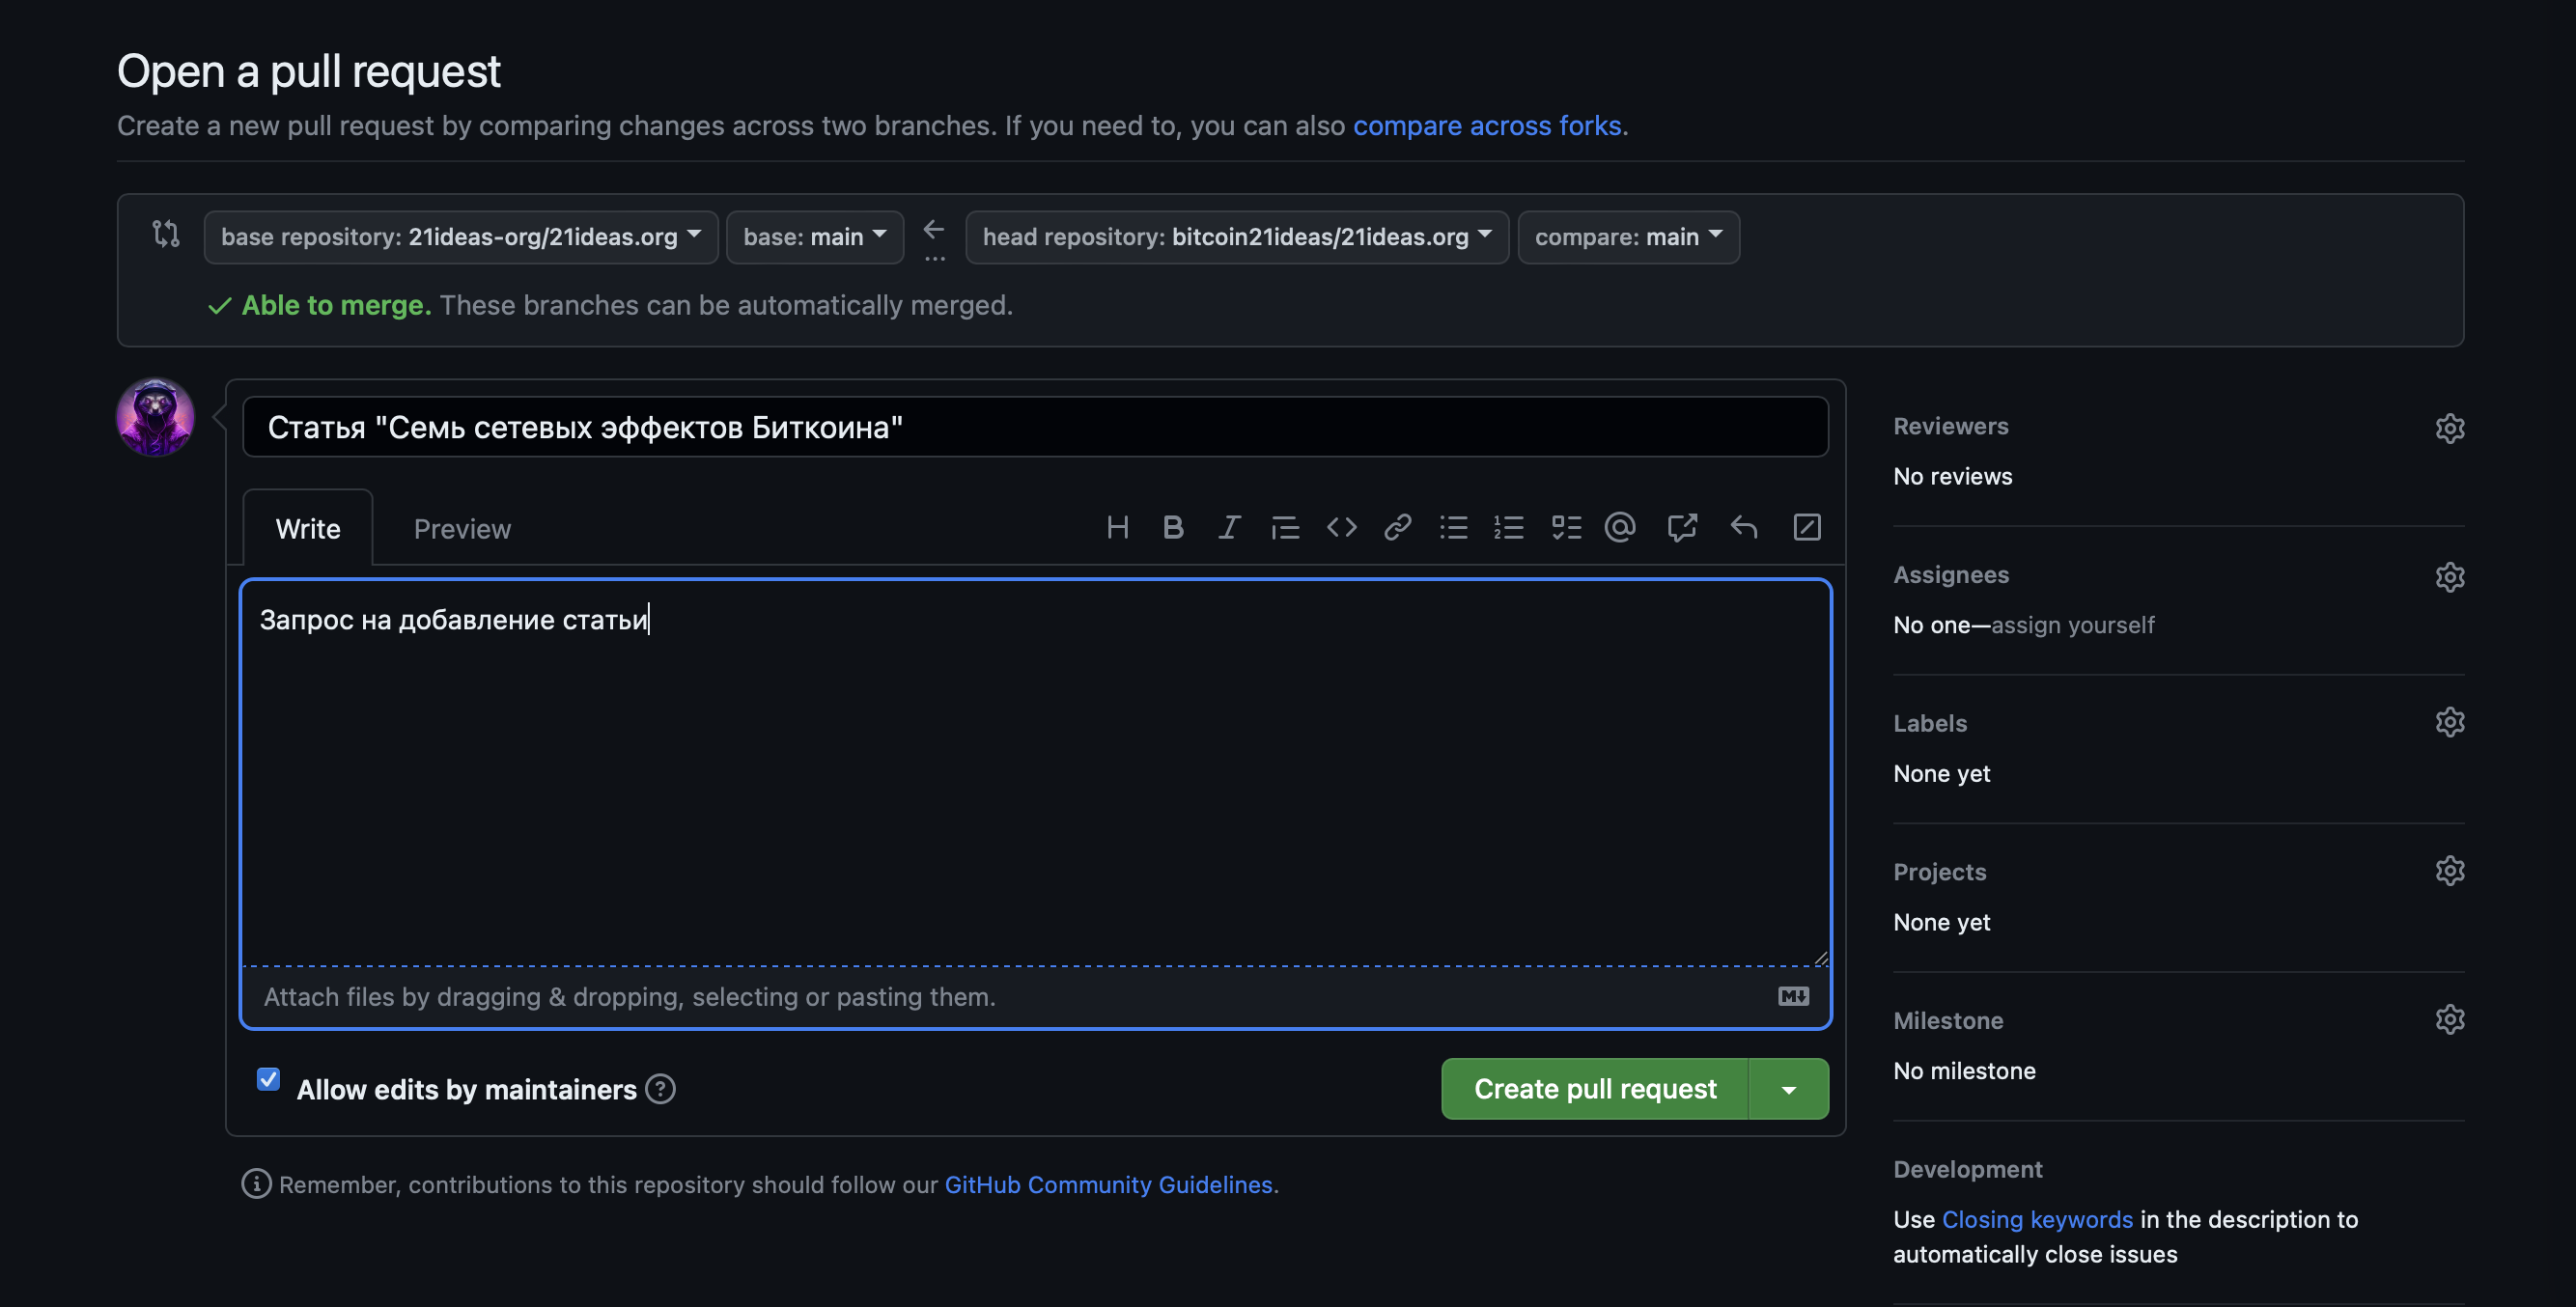 Open a pull request
Create a new pull request by comparing changes across two branches. If you need to, you can also compare across forks.
base repository: 21ideas-org/21ideas.org base: main ← ... head repository: bitcoin21ideas/21ideas.org compare: main
Able to merge. These branches can be automatically merged.
Статья "Семь сетевых эффектов Биткоина"
Write Preview
Запрос на добавление статьи
Attach files by dragging & dropping, selecting or pasting them.
Allow edits by maintainers
Create pull request
Remember, contributions to this repository should follow our GitHub Community Guidelines.
Reviewers
No reviews
Assignees
No one—assign yourself
Labels
None yet
Projects
None yet
Milestone
No milestone
Development
Use Closing keywords in the description to
automatically close issues